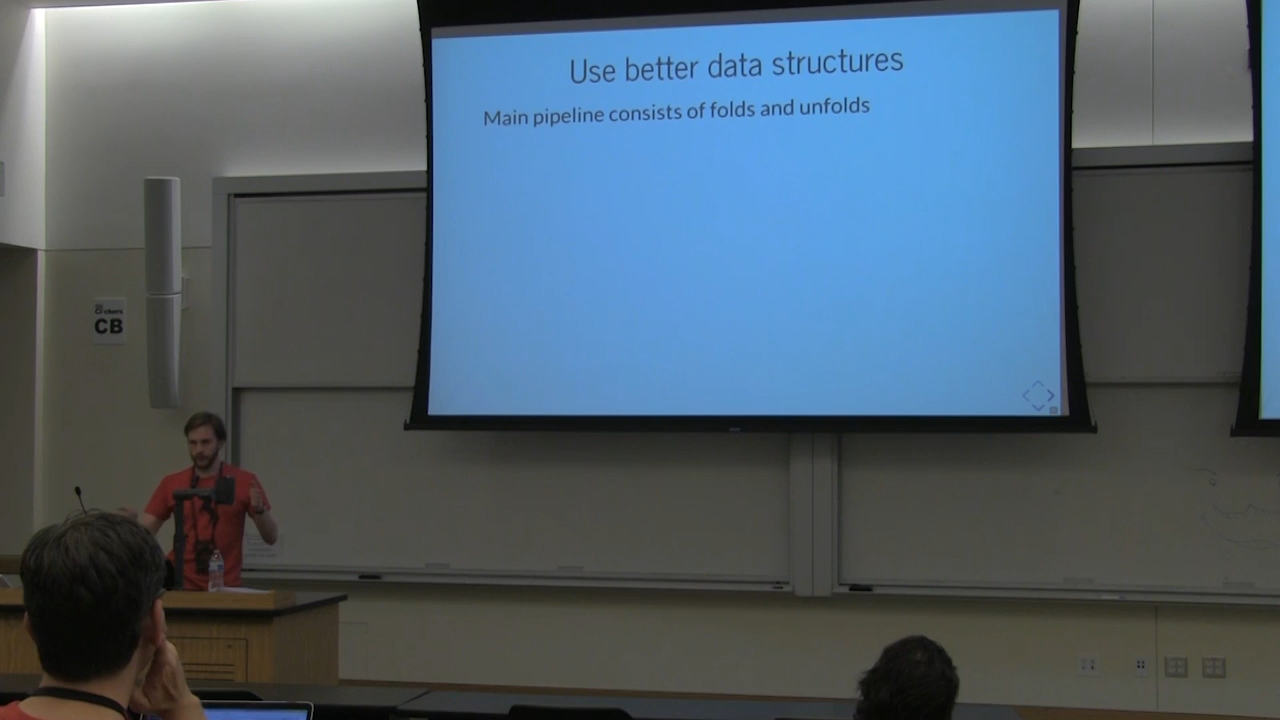 Use better data structures
Main pipeline consists of folds and unfolds
CB